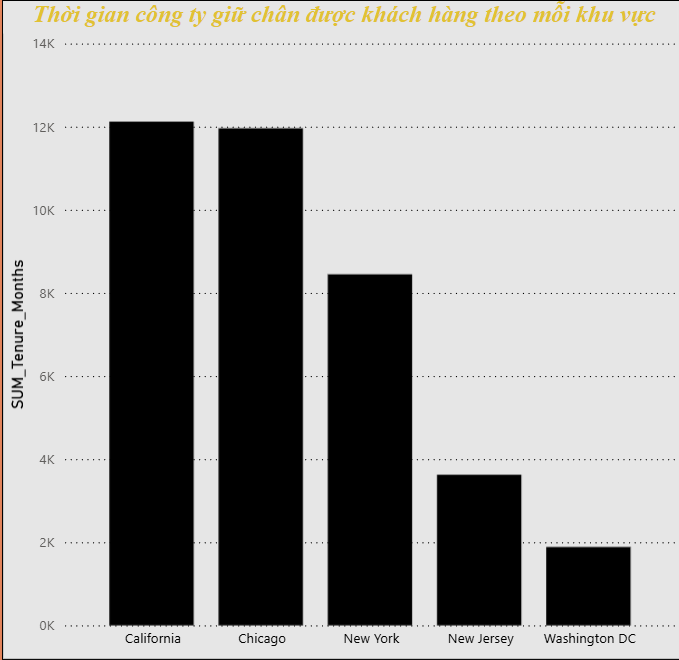 Thời gian công ty giữ chân được khách hàng theo mỗi khu vực
14K
12K
10K
8K
6K
4K
2K
0K
SUM_Tenure_Months
California
Chicago
New York
New Jersey
Washington DC